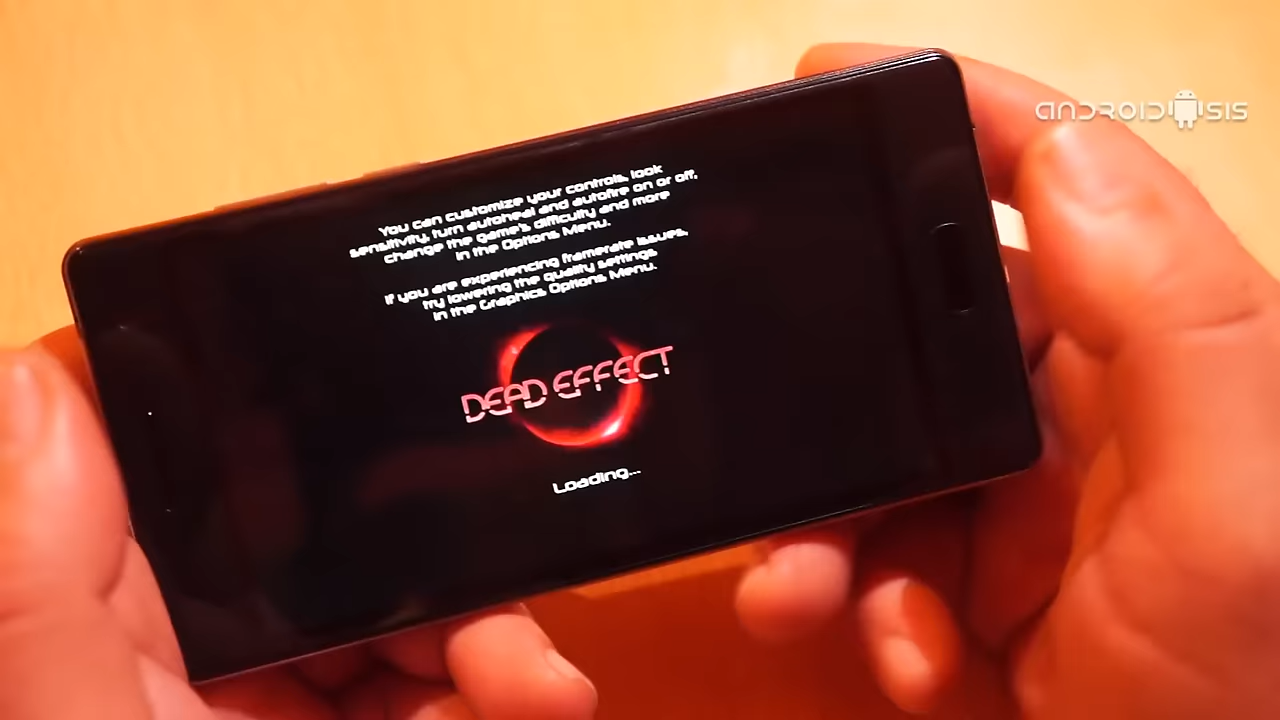 ANDROIDSIS
You can customize your controls, look
sensitivity, turn autoheal and autofire on or off,
change the game's difficulty and more
in the Options Menu.
If you are experiencing framerate issues,
try lowering the quality settings
in the Graphics Options Menu.
DEAD EFFECT
Loading...